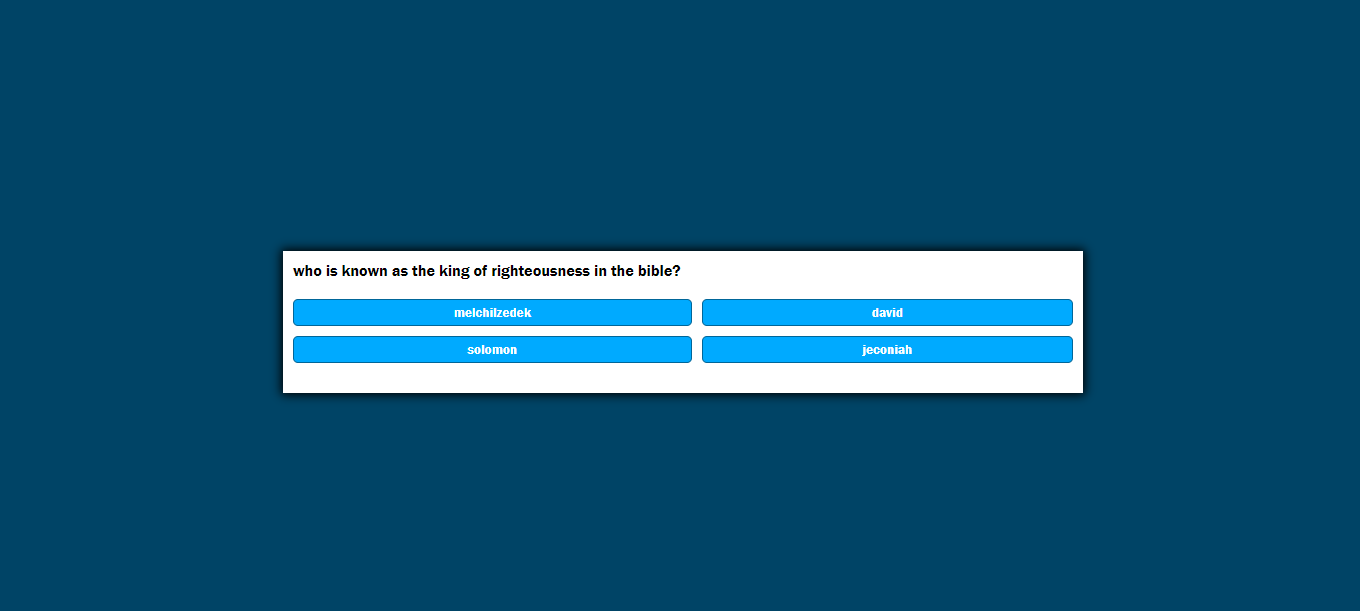 who is known as the king of righteousness in the bible?
melchilzedek
david
solomon
jeconiah